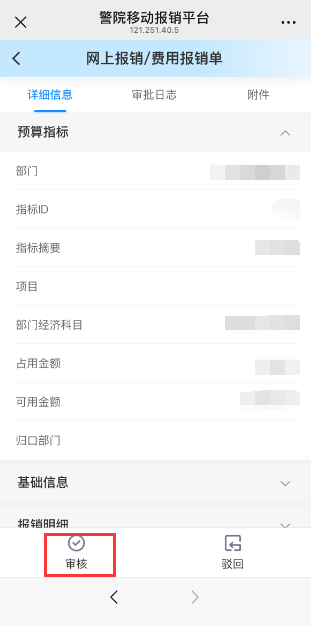 警院移动报销平台
121.251.40.5
网上报销/费用报销单
详细信息 审批日志 附件
预算指标
部门
指标ID
指标摘要
项目
部门经济科目
占用金额
可用金额
归口部门
基础信息
报销明细
审核 驳回